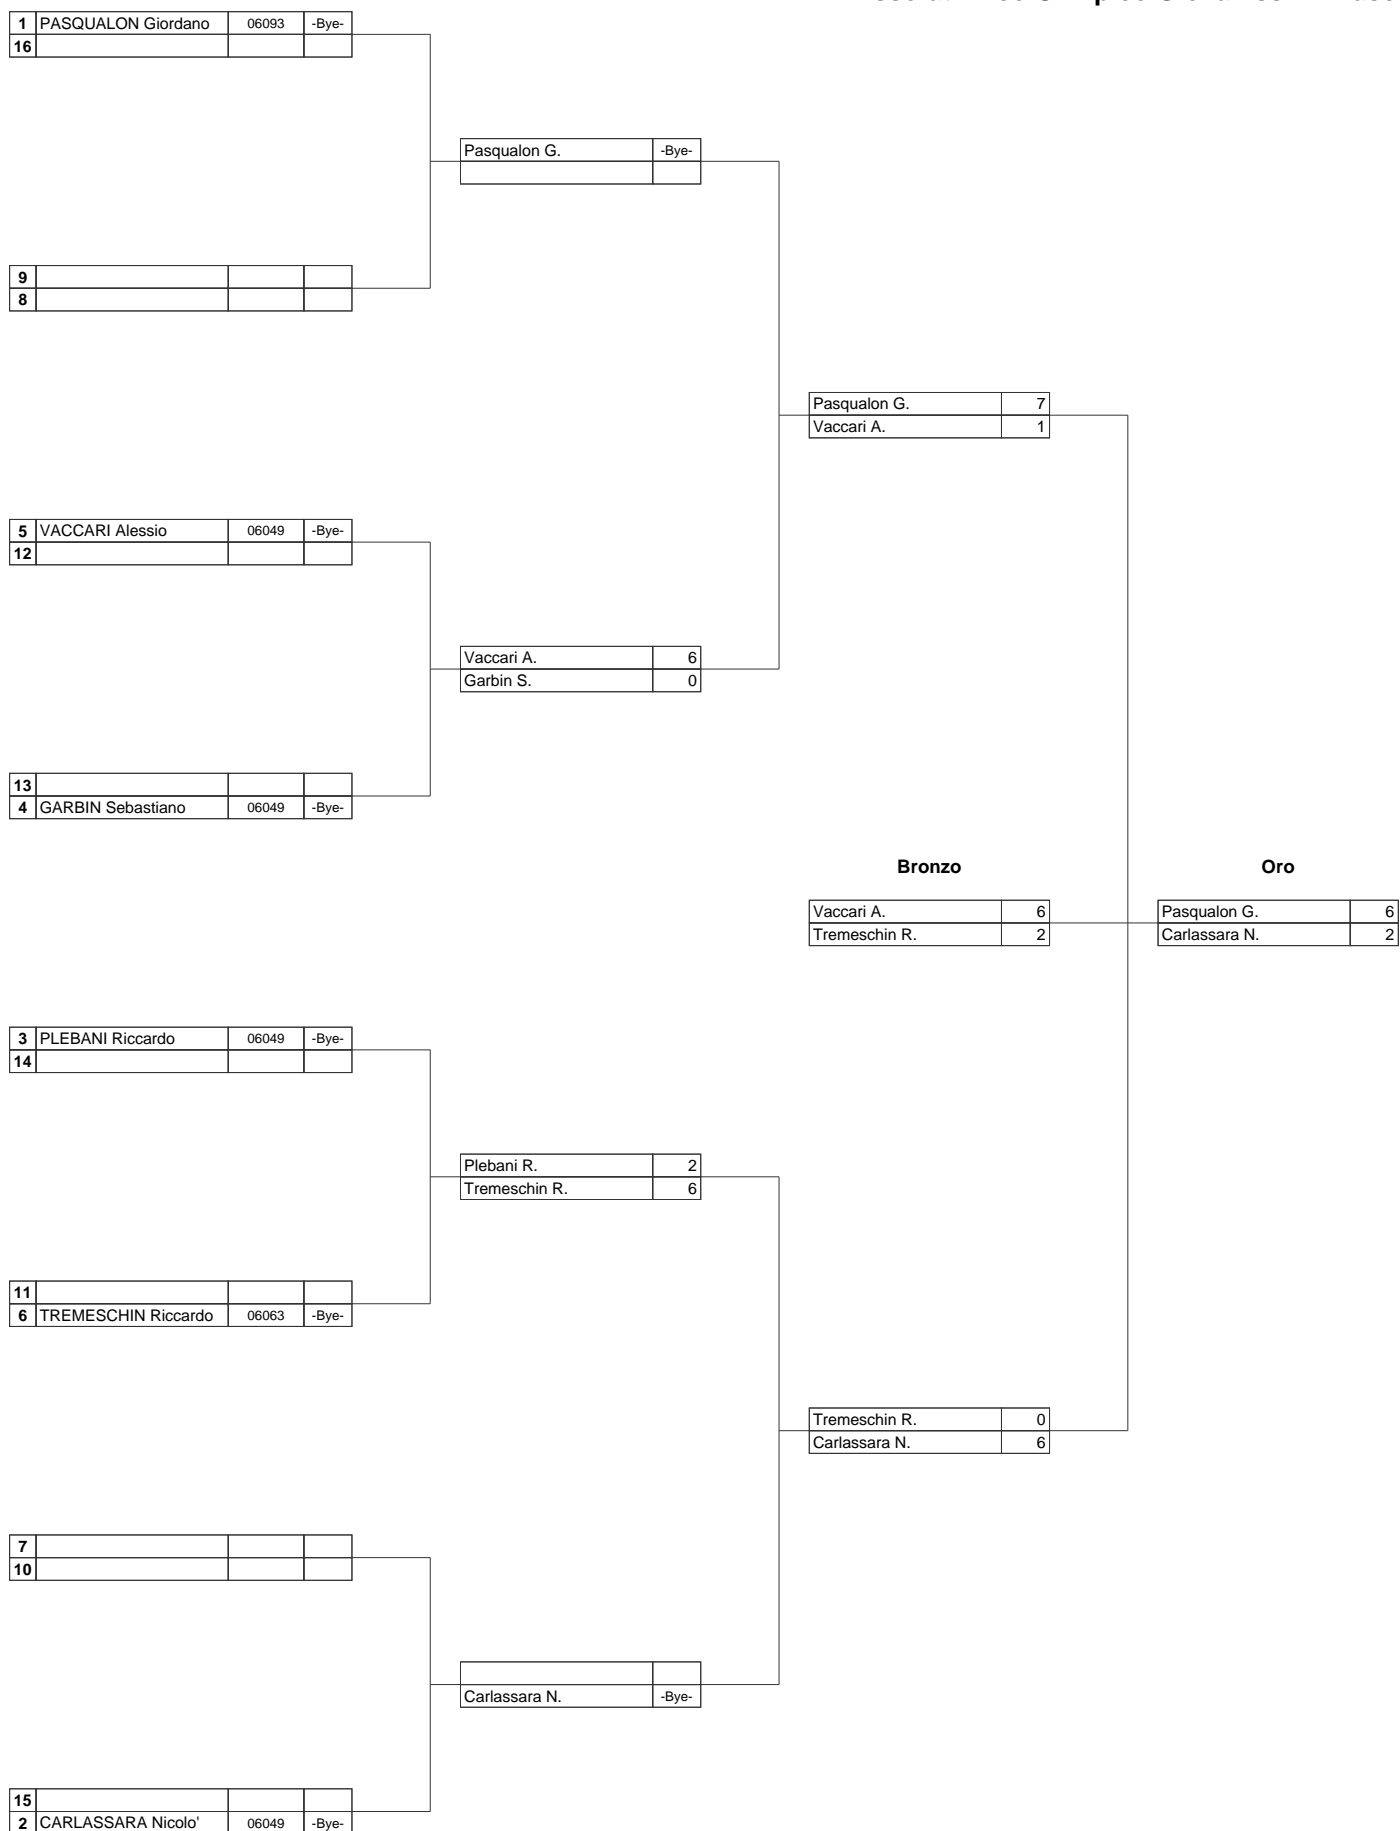 1 PASQUALON Giordano 06093 -Bye-
16
Pasqualon G. -Bye-
9
8
Pasqualon G. 7
Vaccari A. 1
5 VACCARI Alessio 06049 -Bye-
12
Vaccari A. 6
Garbin S. 0
13
4 GARBIN Sebastiano 06049 -Bye-
Bronzo Oro
Vaccari A. 6 Pasqualon G. 6
Tremeschin R. 2 Carlassara N. 2
3 PLEBANI Riccardo 06049 -Bye-
14
Plebani R. 2
Tremeschin R. 6
11
6 TREMESCHIN Riccardo 06063 -Bye-
Tremeschin R. 0
Carlassara N. 6
7
10
Carlassara N. -Bye-
15
2 CARLASSARA Nicolo' 06049 -Bye-